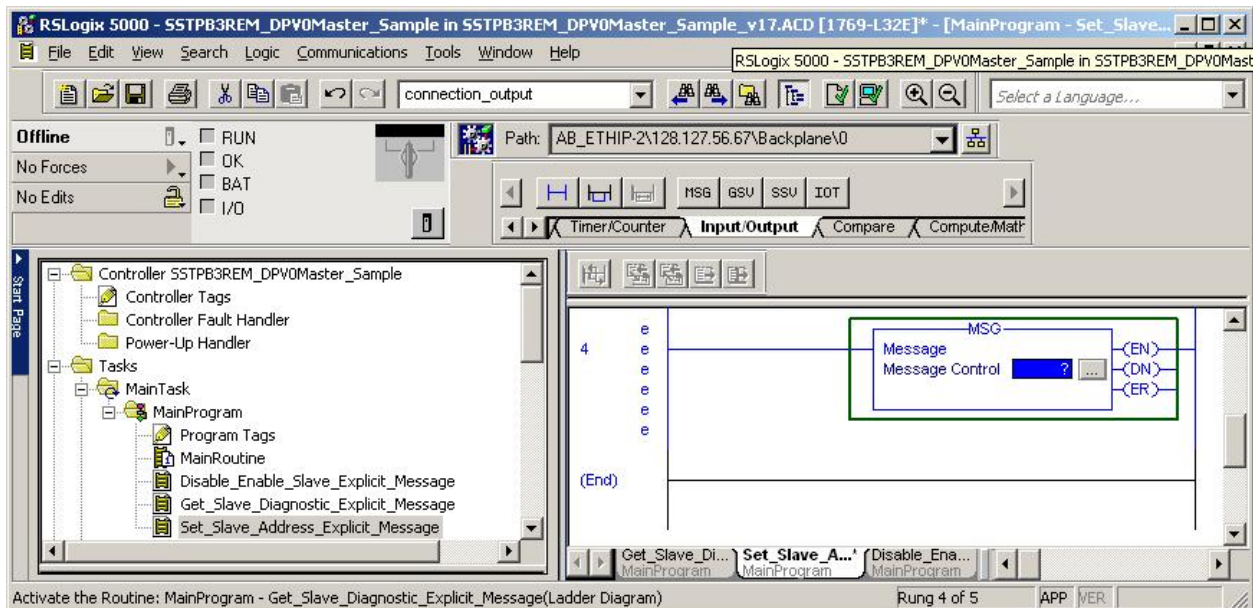 RSLogix 5000 - SSTPB3REM_DPV0Master_Sample in SSTPB3REM_DPV0Master_Sample_v17.ACD [1769-L32E]* - [MainProgram - Set_Slave...
File Edit View Search Logic Communications Tools Window Help
RSLogix 5000 - SSTPB3REM_DPV0Master_Sample in SSTPB3REM_DPV0Mast
connection_output
Select a Language...
Offline
RUN
No Forces
OK
No Edits
BAT
I/O
Path: AB_ETHIP-2\128.127.56.67\Backplane\0
MSG GSV SSV IOT
Timer/Counter Input/Output Compare Compute/Math
Start Page
Controller SSTPB3REM_DPV0Master_Sample
Controller Tags
Controller Fault Handler
Power-Up Handler
Tasks
MainTask
MainProgram
Program Tags
MainRoutine
Disable_Enable_Slave_Explicit_Message
Get_Slave_Diagnostic_Explicit_Message
Set_Slave_Address_Explicit_Message
e
4 e
e
e
e
e
MSG
Message
Message Control ? ...
(EN)
(DN)
(ER)
(End)
Get_Slave_Di... Set_Slave_A...* Disable_Ena...
MainProgram MainProgram MainProgram
Activate the Routine: MainProgram - Get_Slave_Diagnostic_Explicit_Message(Ladder Diagram) Rung 4 of 5 APP VER